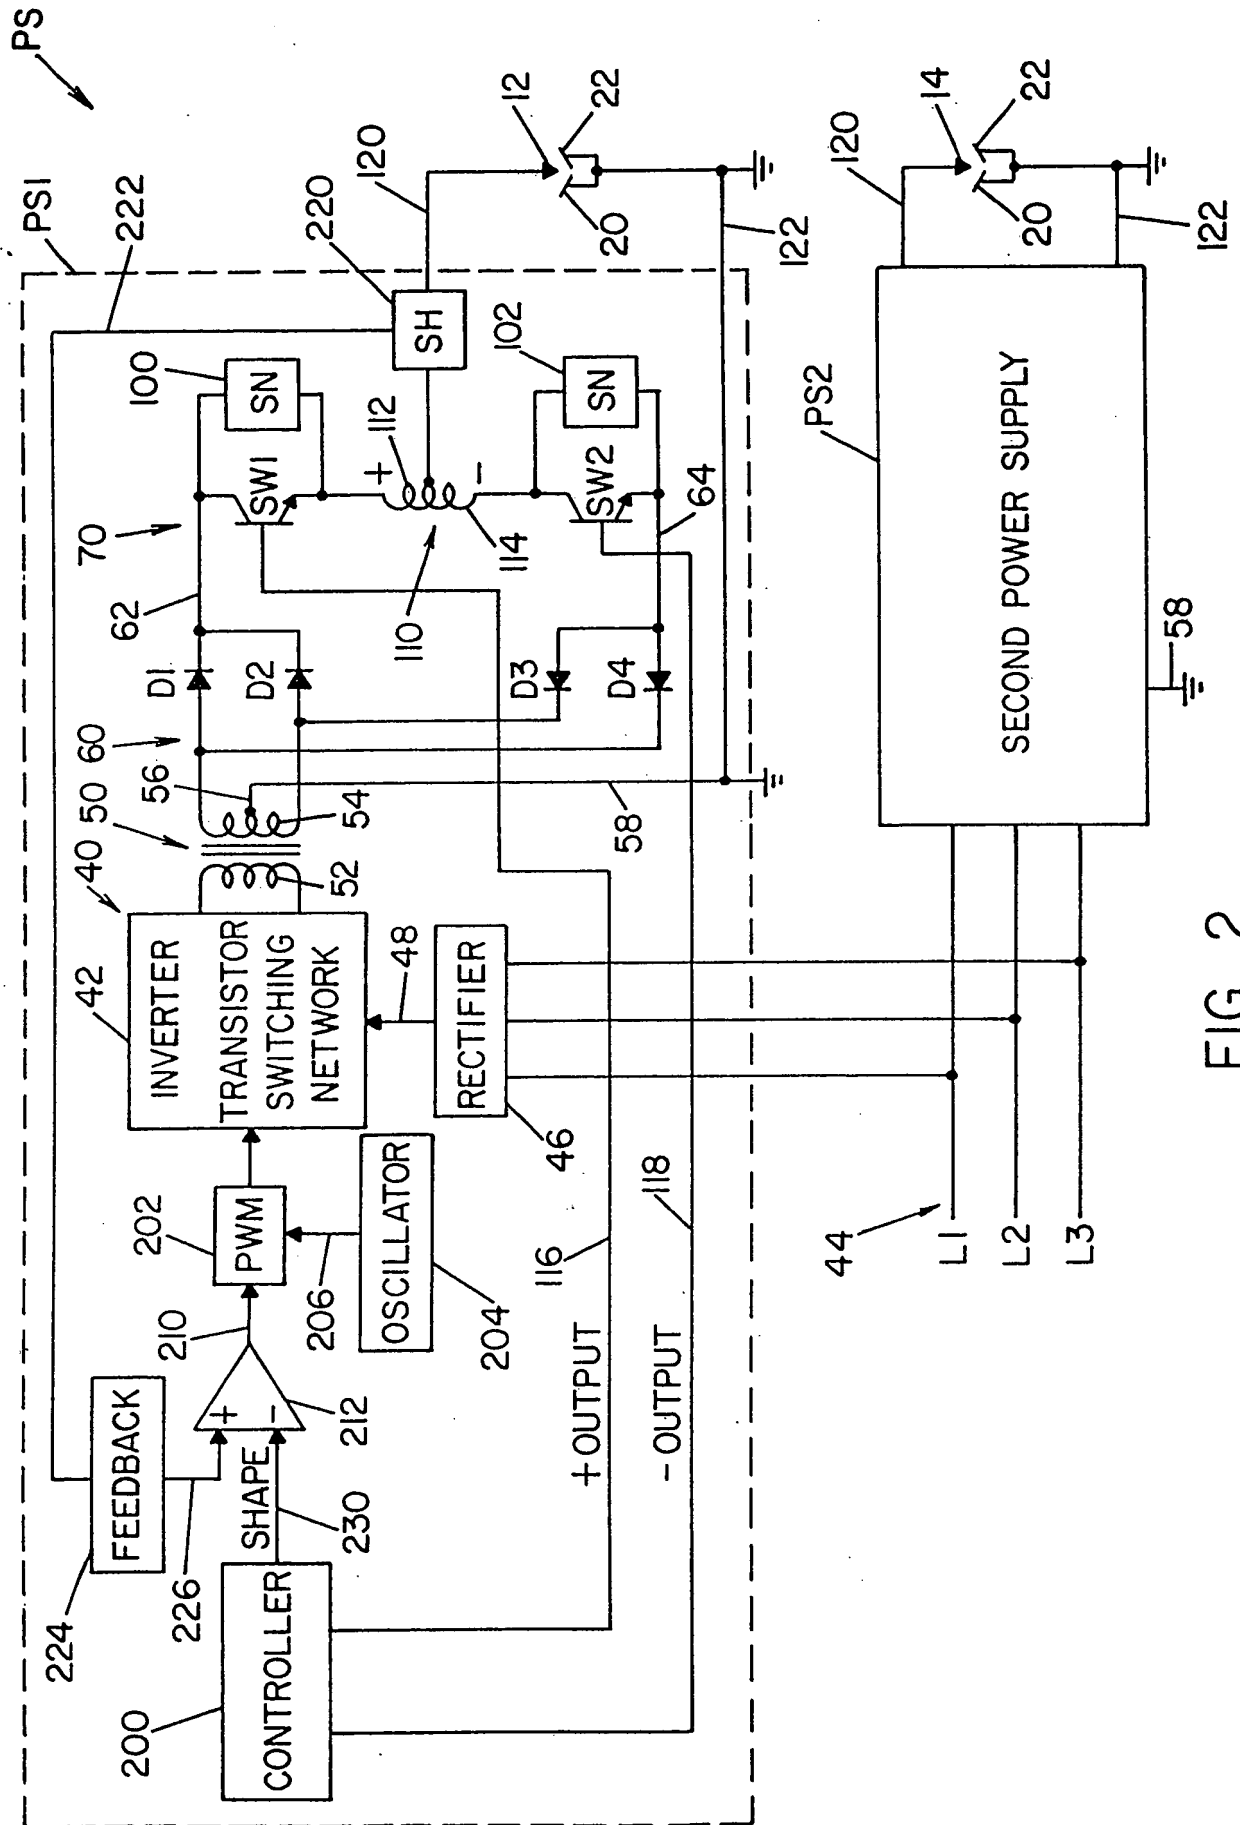 PS
PS1
222
220
120
12
22
20
122
100
SN
SH
102
SN
112
+
-
SW1
SW2
70
62
110
114
64
D1
D2
D3
D4
60
56
50
54
58
40
52
42
INVERTER
TRANSISTOR
SWITCHING
NETWORK
48
RECTIFIER
46
202
PWM
206
OSCILLATOR
204
210
116
118
+OUTPUT
-OUTPUT
FEEDBACK
+
-
212
224
226
SHAPE
230
200
CONTROLLER
120
14
22
20
122
PS2
SECOND POWER SUPPLY
58
44
L1
L2
L3
FIG. 2